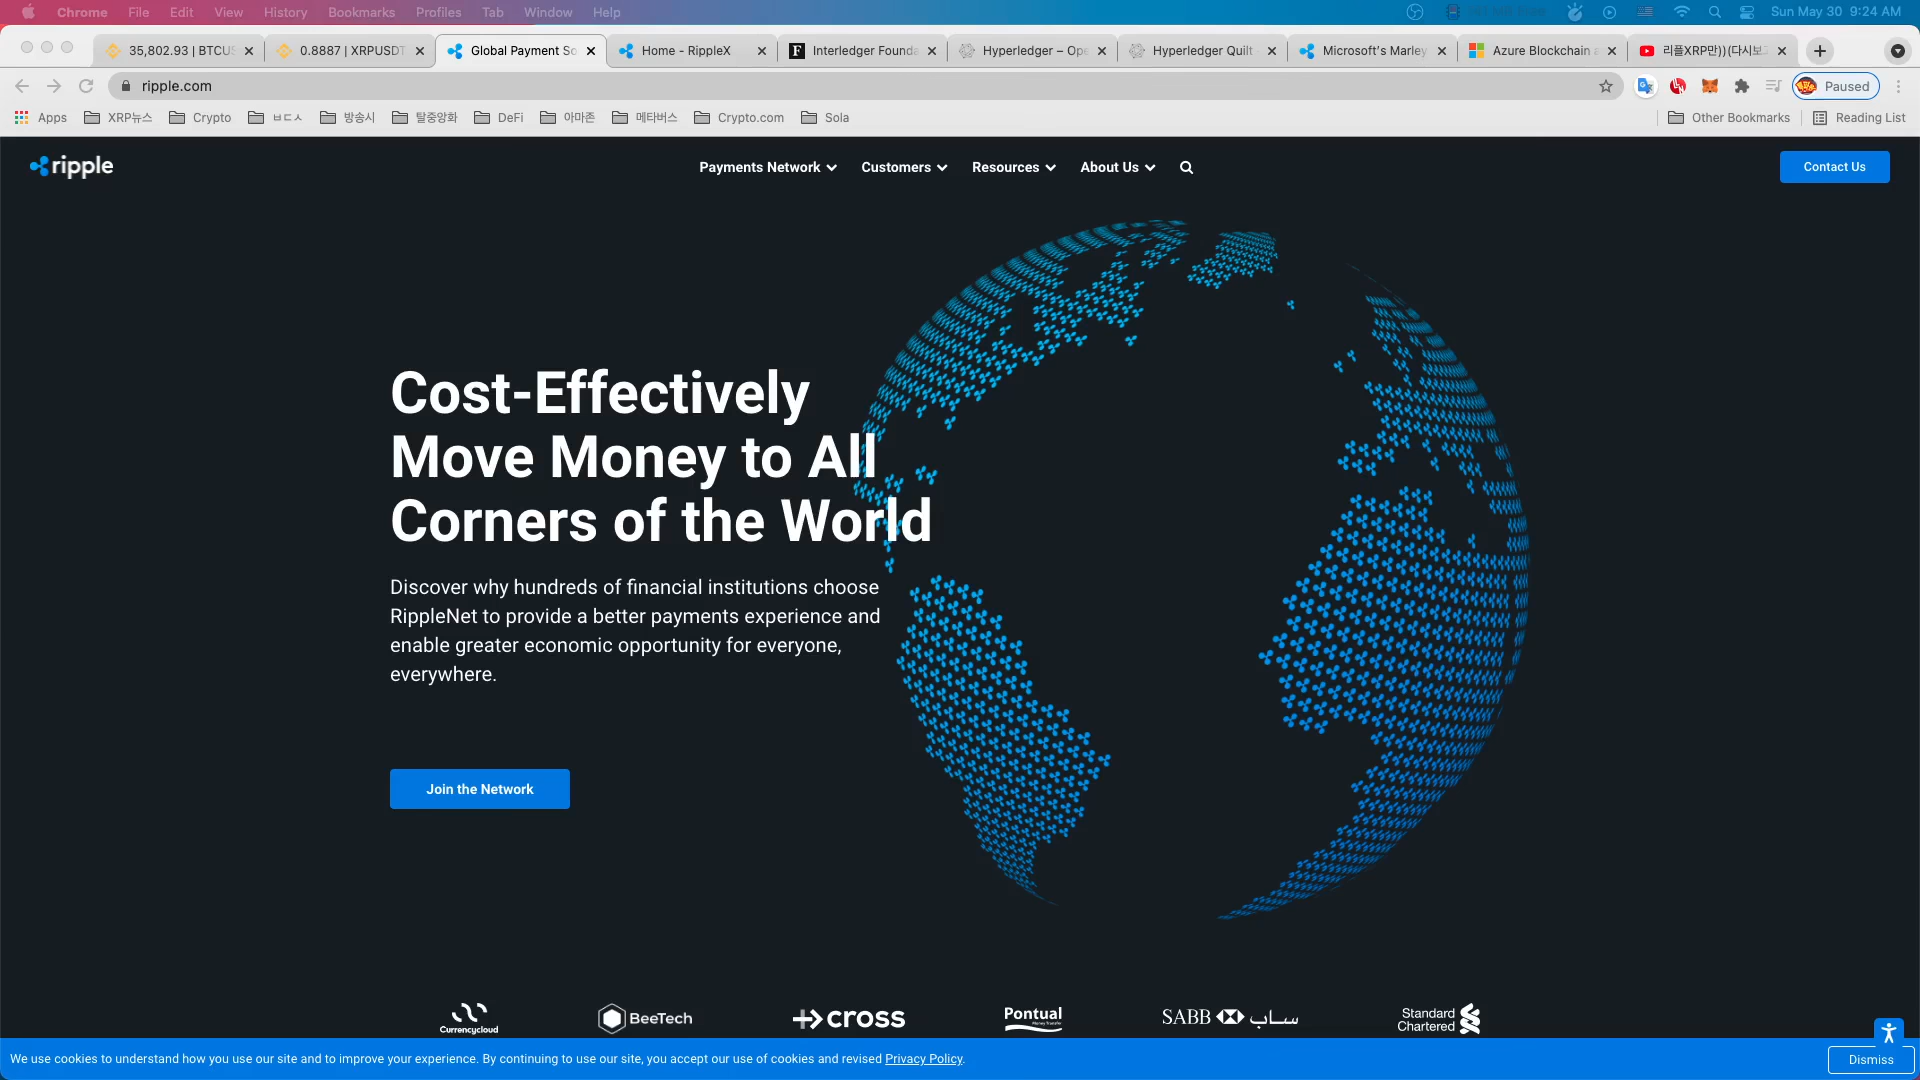 Chrome File Edit View History Bookmarks Profiles Tab Window Help Sun May 30 9:24 AM
35,802.93 | BTCUS 0.8887 | XRPUSDT Global Payment So Home - RippleX Interledger Founda Hyperledger – Ope Hyperledger Quilt Microsoft's Marley Azure Blockchain a 리플XRP만))(다시보
ripple.com Paused
Apps XRP뉴스 Crypto ㅂㄷㅅ 방송시 탈중앙화 DeFi 아마존 메타버스 Crypto.com Sola Other Bookmarks Reading List
ripple Payments Network Customers Resources About Us Contact Us
Cost-Effectively
Move Money to All
Corners of the World
Discover why hundreds of financial institutions choose
RippleNet to provide a better payments experience and
enable greater economic opportunity for everyone,
everywhere.
Join the Network
Currencycloud BeeTech cross Pontual Money Transfer SABB ساب Standard Chartered
We use cookies to understand how you use our site and to improve your experience. By continuing to use our site, you accept our use of cookies and revised Privacy Policy. Dismiss